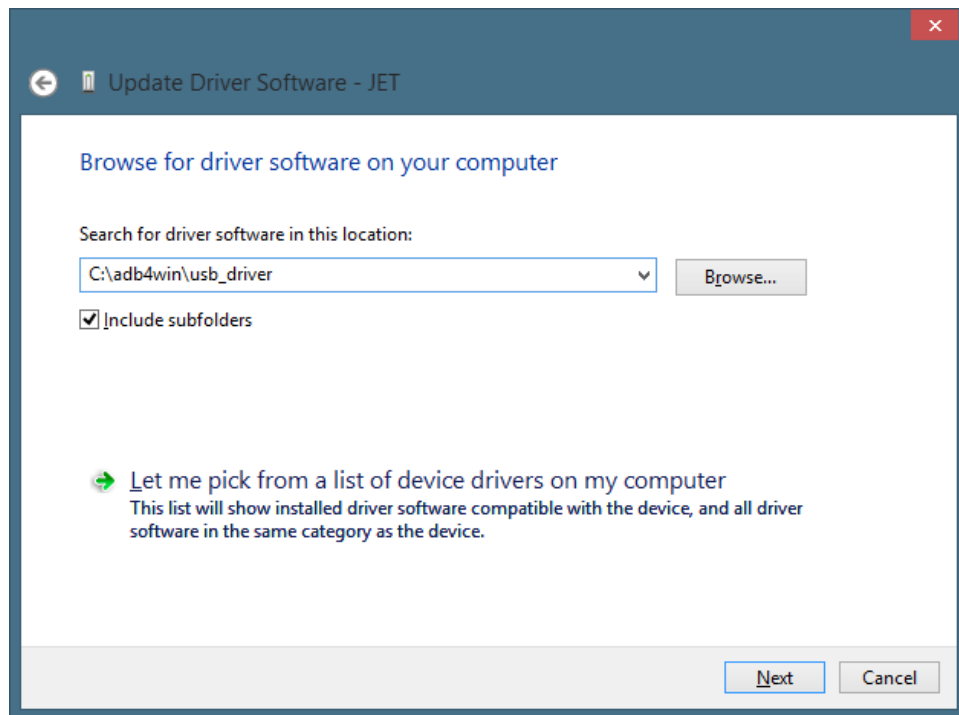 Update Driver Software - JET
Browse for driver software on your computer
Search for driver software in this location:
C:\adb4win\usb_driver
Browse...
Include subfolders
Let me pick from a list of device drivers on my computer
This list will show installed driver software compatible with the device, and all driver
software in the same category as the device.
Next
Cancel